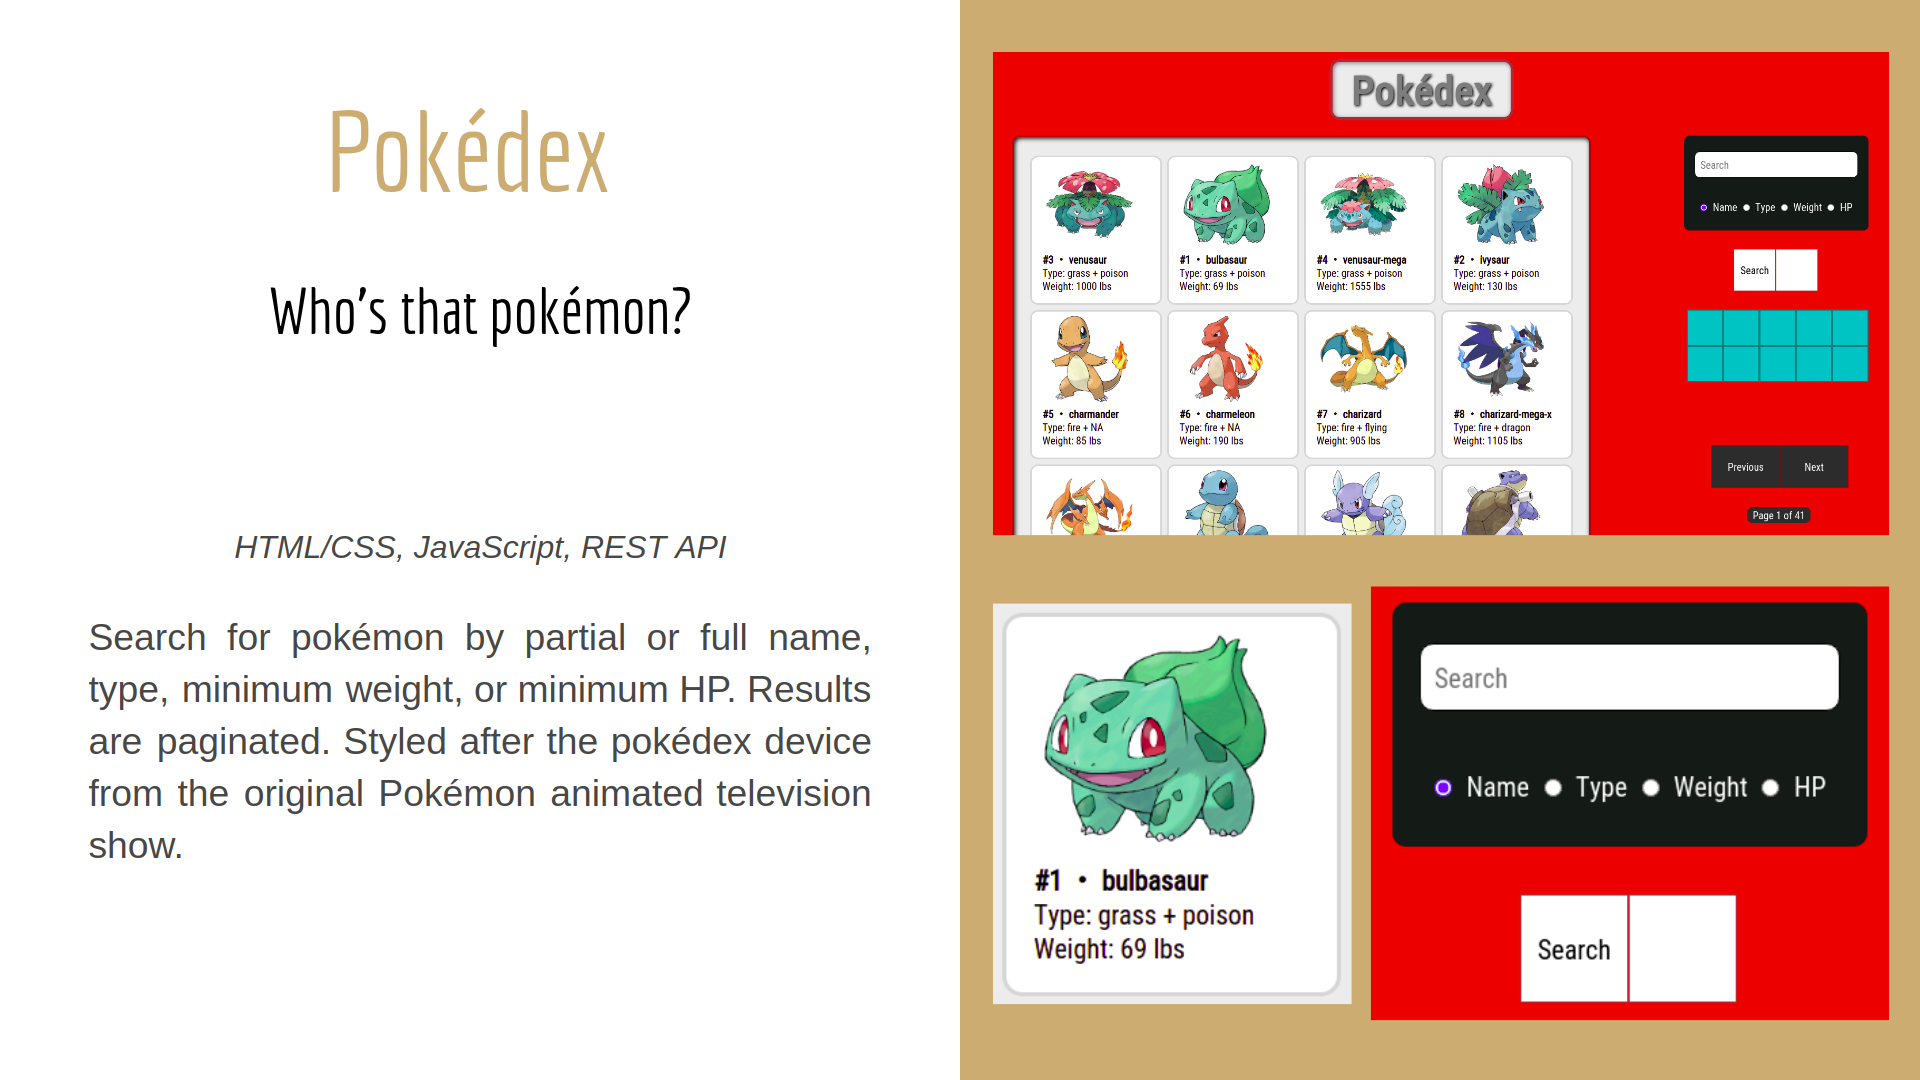 Pokédex
Who's that pokémon?
HTML/CSS, JavaScript, REST API
Search for pokémon by partial or full name,
type, minimum weight, or minimum HP. Results
are paginated. Styled after the pokédex device
from the original Pokémon animated television
show.
Pokédex
#3 • venusaur
Type: grass + poison
Weight: 1000 lbs
#1 • bulbasaur
Type: grass + poison
Weight: 69 lbs
#4 • venusaur-mega
Type: grass + poison
Weight: 1555 lbs
#2 • ivysaur
Type: grass + poison
Weight: 130 lbs
#5 • charmander
Type: fire + NA
Weight: 85 lbs
#6 • charmeleon
Type: fire + NA
Weight: 190 lbs
#7 • charizard
Type: fire + flying
Weight: 905 lbs
#8 • charizard-mega-x
Type: fire + dragon
Weight: 1105 lbs
Search
Name Type Weight HP
Search
Previous Next
Page 1 of 41
#1 • bulbasaur
Type: grass + poison
Weight: 69 lbs
Search
Name Type Weight HP
Search